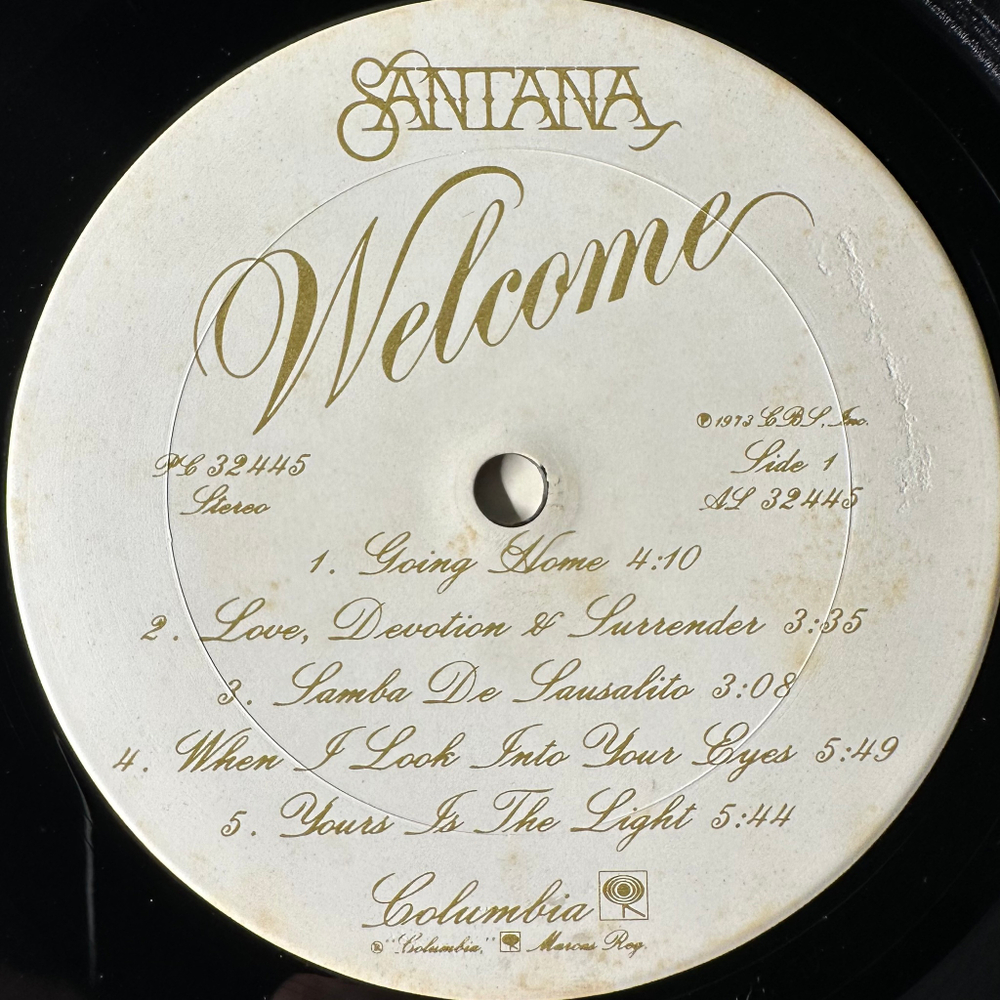 SANTANA
Welcome
℗ 1973 CBS, Inc.
PC 32445
Side 1
Stereo
AL 32445
1. Going Home 4:10
2. Love, Devotion & Surrender 3:35
3. Samba De Sausalito 3:08
4. When I Look Into Your Eyes 5:49
5. Yours Is The Light 5:44
Columbia
® "Columbia," Marcas Reg.